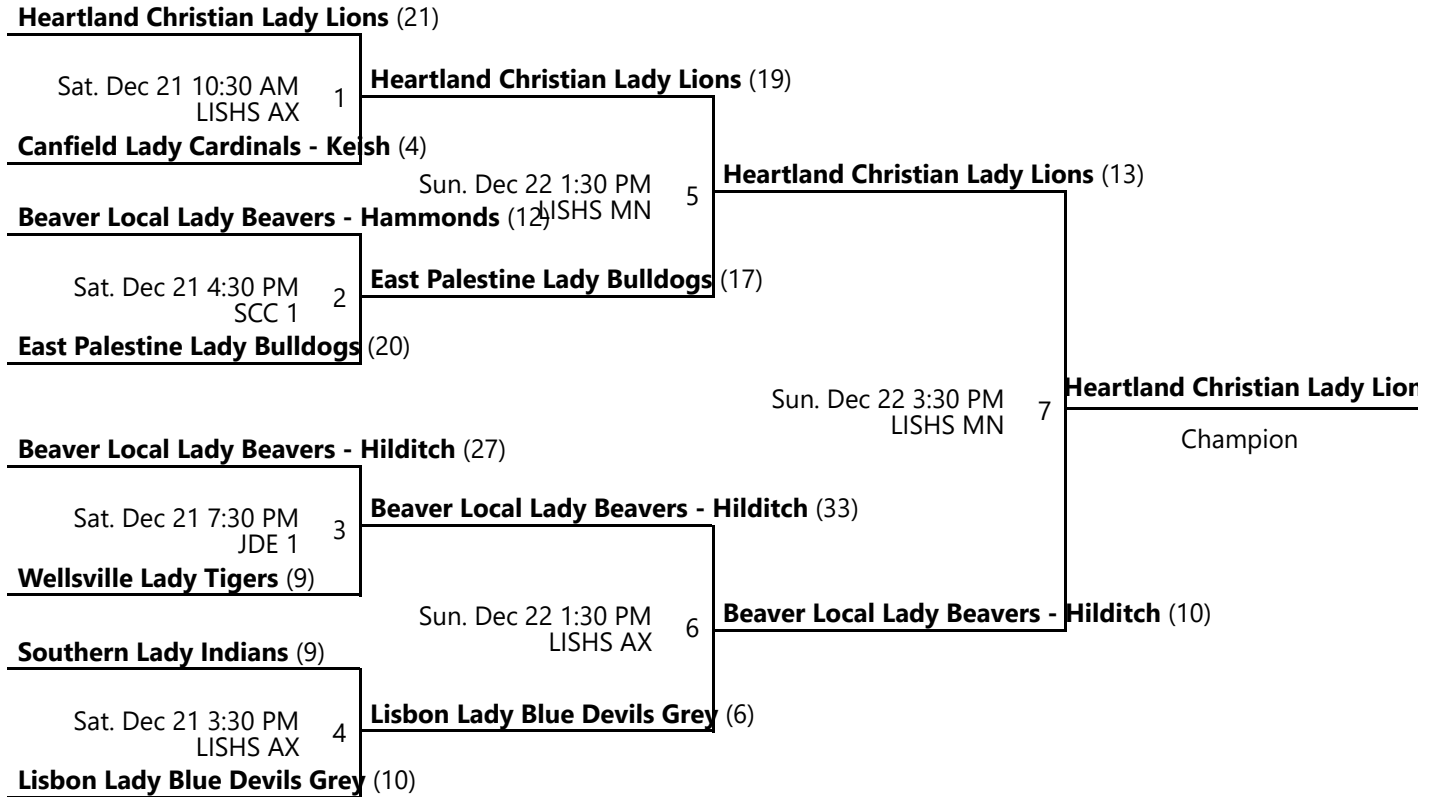 Heartland Christian Lady Lions (21)
Sat. Dec 21 10:30 AM
LISHS AX
1
Canfield Lady Cardinals - Keish (4)
Heartland Christian Lady Lions (19)
Sun. Dec 22 1:30 PM
LISHS MN
5
Beaver Local Lady Beavers - Hammonds (12)
Sat. Dec 21 4:30 PM
SCC 1
2
East Palestine Lady Bulldogs (20)
East Palestine Lady Bulldogs (17)
Heartland Christian Lady Lions (13)
Sun. Dec 22 3:30 PM
LISHS MN
7
Heartland Christian Lady Lion
Champion
Beaver Local Lady Beavers - Hilditch (27)
Sat. Dec 21 7:30 PM
JDE 1
3
Wellsville Lady Tigers (9)
Beaver Local Lady Beavers - Hilditch (33)
Sun. Dec 22 1:30 PM
LISHS AX
6
Beaver Local Lady Beavers - Hilditch (10)
Southern Lady Indians (9)
Sat. Dec 21 3:30 PM
LISHS AX
4
Lisbon Lady Blue Devils Grey (10)
Lisbon Lady Blue Devils Grey (6)